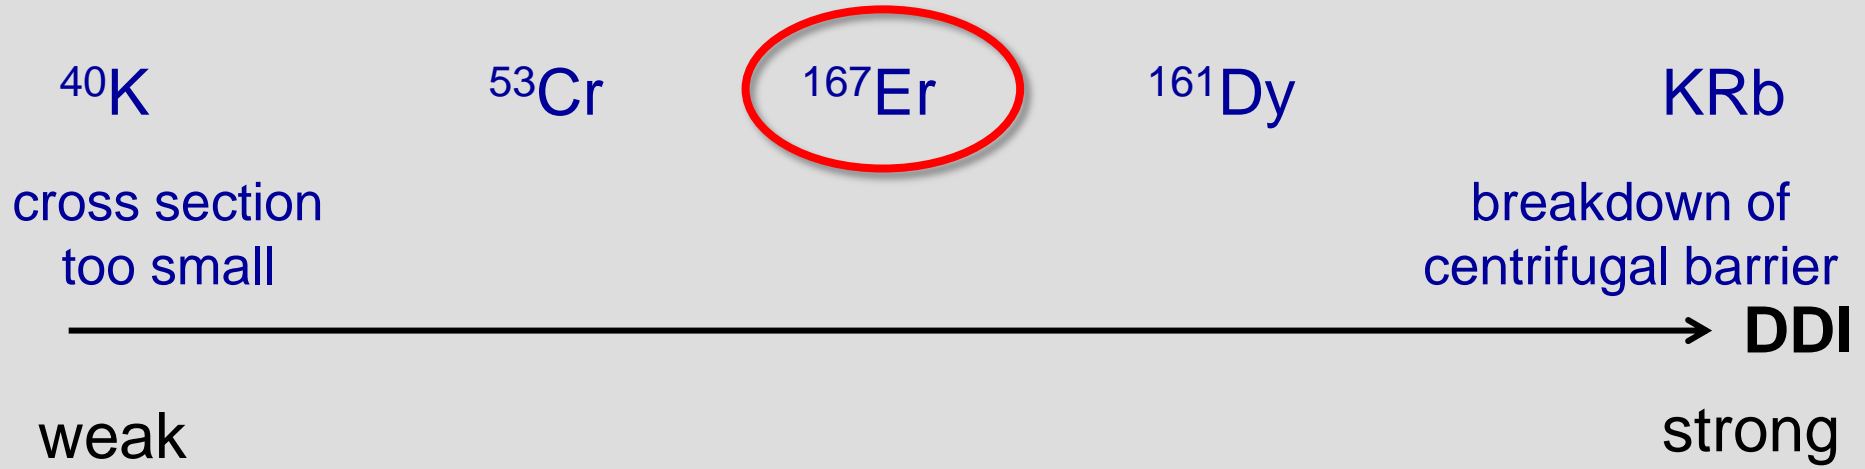 ⁴⁰K ⁵³Cr ¹⁶⁷Er ¹⁶¹Dy KRb
cross section
too small
breakdown of
centrifugal barrier
DDI
weak
strong